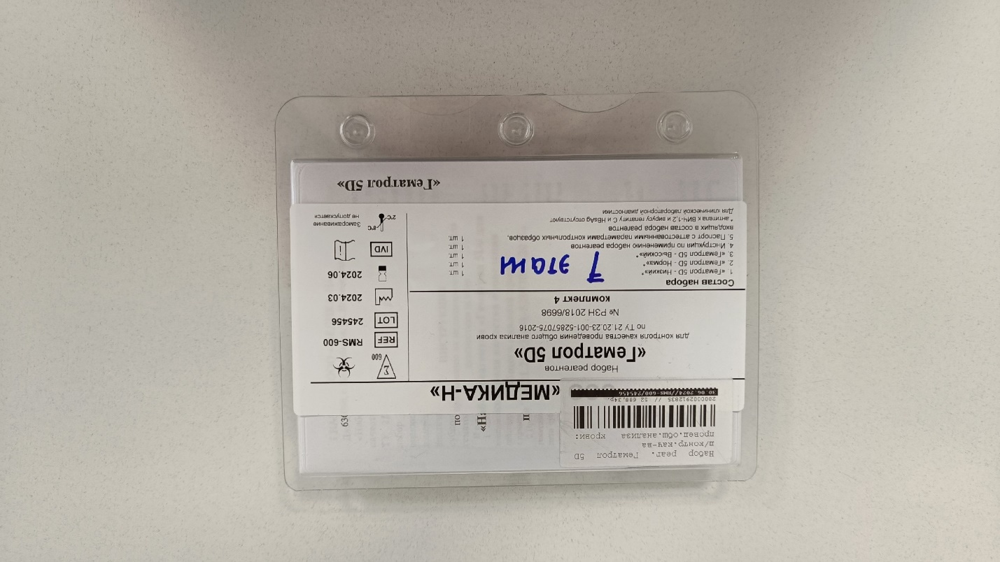 Набор реаг. Гематрол 5D
п/контр.кач-ва
провед.общ.анализа крови:
2000002912835 // 52 688,34р.
30.06.2024//RMS-600/245456
«МЕДИКА-Н»
Набор реагентов
«Гематрол 5D»
для контроля качества проведения общего анализа крови
по ТУ 21.20.23-001-52857075-2016
№ РЗН 2018/6698
комплект 4
Состав набора
1. «Гематрол 5D - Низкий»* 1 шт.
2. «Гематрол 5D - Норма»* 1 шт.
3. «Гематрол 5D - Высокий»* 1 шт.
4. Инструкция по применению набора реагентов 1 шт.
5. Паспорт с аттестованными параметрами контрольных образцов, 1 шт.
входящих в состав набора реагентов
* антитела к ВИЧ-1,2 и вирусу гепатиту С и HBsAg отсутствуют
Для клинической лабораторной диагностики
7 этаж
Σ 600
REF RMS-600
LOT 245456
2024.03
2024.06
IVD
2°C 8°C
Замораживание
не допускается
«Гематрол 5D»
630
по
«На